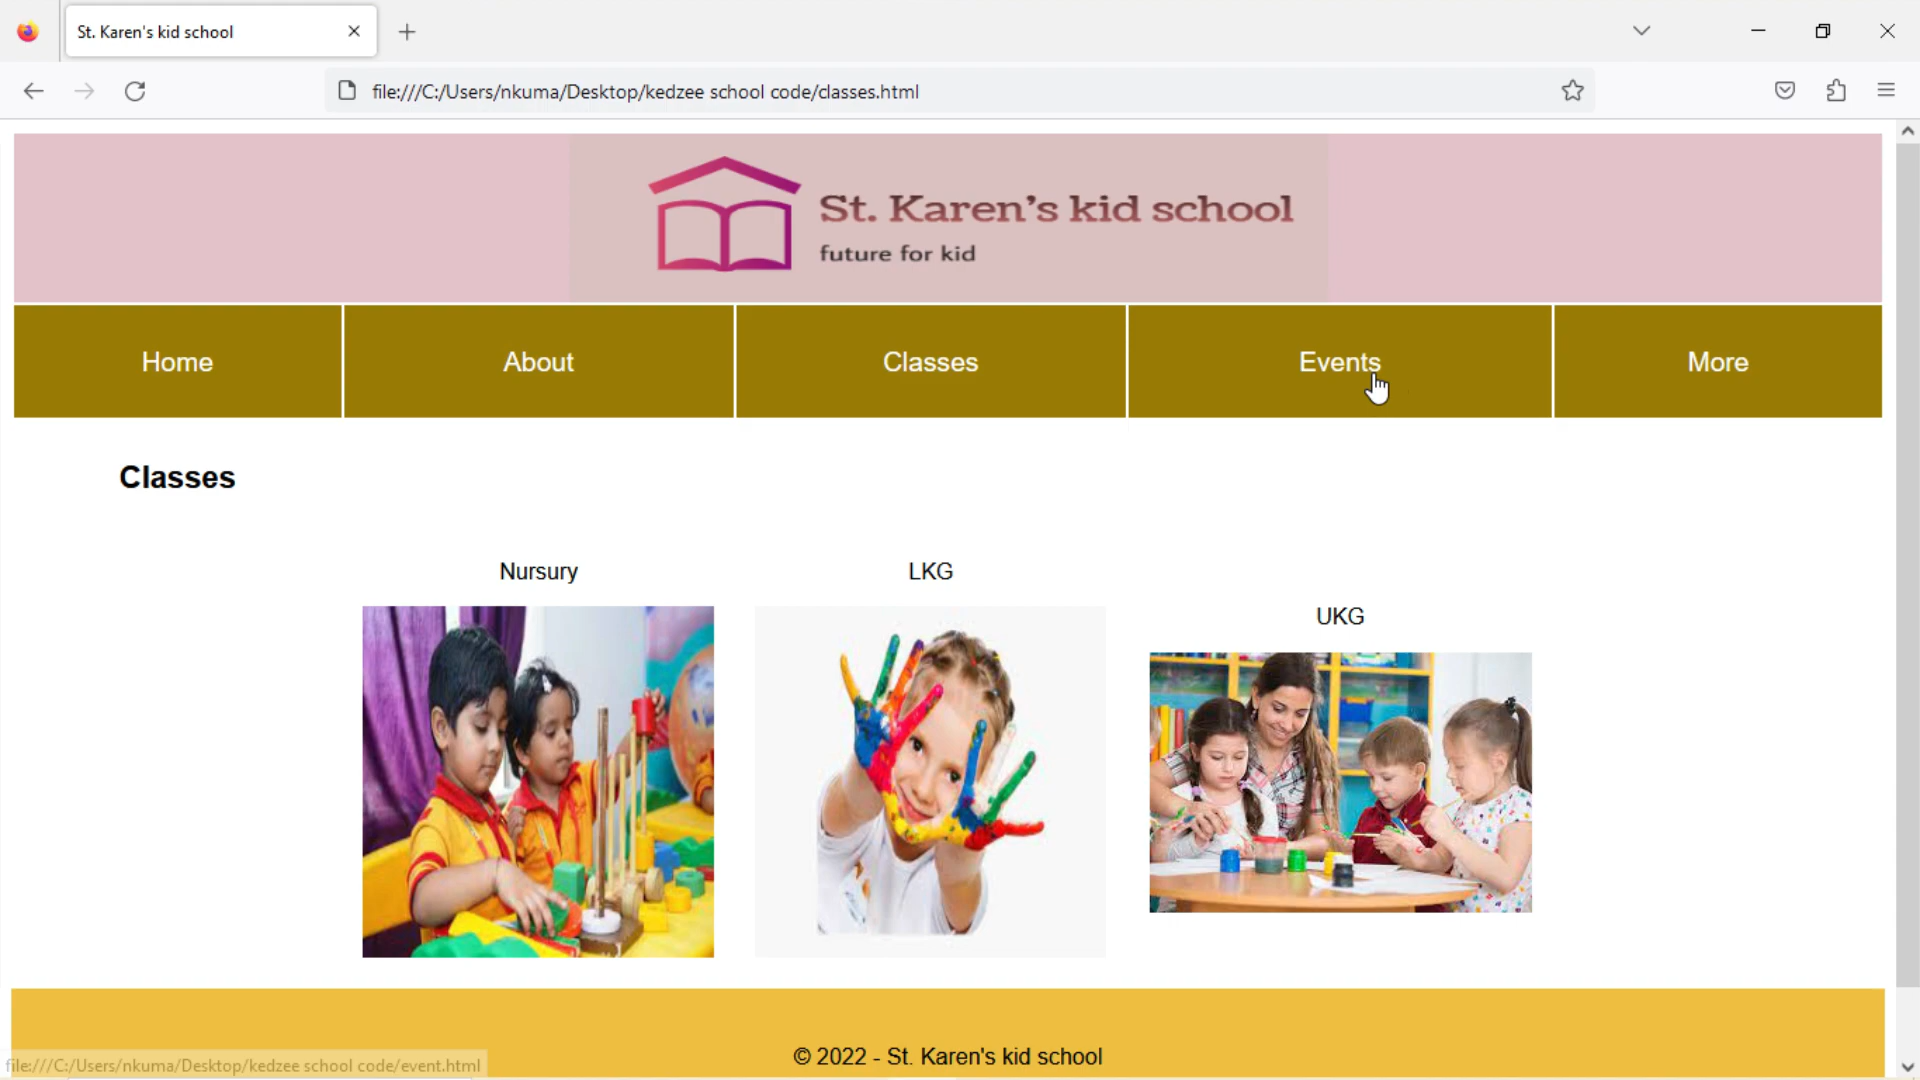 St. Karen's kid school
file:///C:/Users/nkuma/Desktop/kedzee school code/classes.html
St. Karen's kid school
future for kid
Home
About
Classes
Events
More
Classes
Nursury
LKG
UKG
© 2022 - St. Karen's kid school
file:///C:/Users/nkuma/Desktop/kedzee school code/event.html